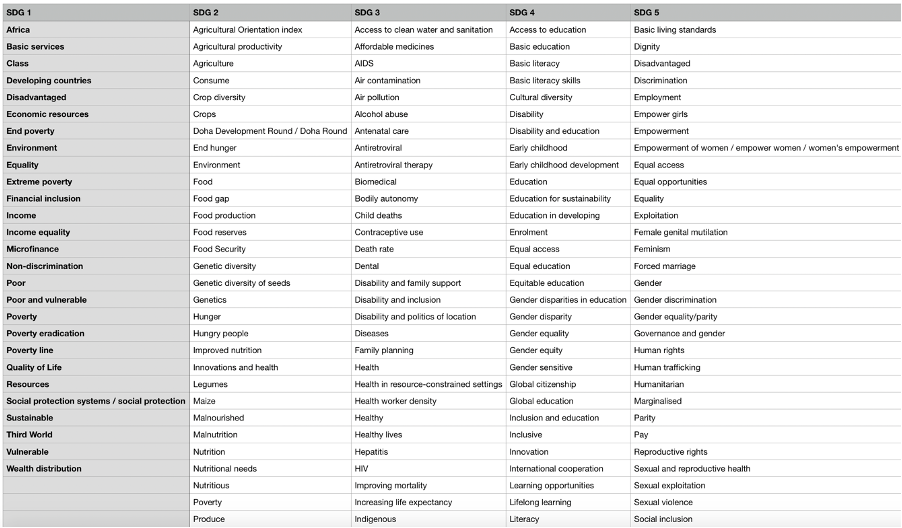 SDG 1 SDG 2 SDG 3 SDG 4 SDG 5
Africa Agricultural Orientation index Access to clean water and sanitation Access to education Basic living standards
Basic services Agricultural productivity Affordable medicines Basic education Dignity
Class Agriculture AIDS Basic literacy Disadvantaged
Developing countries Consume Air contamination Basic literacy skills Discrimination
Disadvantaged Crop diversity Air pollution Cultural diversity Employment
Economic resources Crops Alcohol abuse Disability Empower girls
End poverty Doha Development Round / Doha Round Antenatal care Disability and education Empowerment
Environment End hunger Antiretroviral Early childhood Empowerment of women / empower women / women's empowerment
Equality Environment Antiretroviral therapy Early childhood development Equal access
Extreme poverty Food Biomedical Education Equal opportunities
Financial inclusion Food gap Bodily autonomy Education for sustainability Equality
Income Food production Child deaths Education in developing Exploitation
Income equality Food reserves Contraceptive use Enrolment Female genital mutilation
Microfinance Food Security Death rate Equal access Feminism
Non-discrimination Genetic diversity Dental Equal education Forced marriage
Poor Genetic diversity of seeds Disability and family support Equitable education Gender
Poor and vulnerable Genetics Disability and inclusion Gender disparities in education Gender discrimination
Poverty Hunger Disability and politics of location Gender disparity Gender equality/parity
Poverty eradication Hungry people Diseases Gender equality Governance and gender
Poverty line Improved nutrition Family planning Gender equity Human rights
Quality of Life Innovations and health Health Gender sensitive Human trafficking
Resources Legumes Health in resource-constrained settings Global citizenship Humanitarian
Social protection systems / social protection Maize Health worker density Global education Marginalised
Sustainable Malnourished Healthy Inclusion and education Parity
Third World Malnutrition Healthy lives Inclusive Pay
Vulnerable Nutrition Hepatitis Innovation Reproductive rights
Wealth distribution Nutritional needs HIV International cooperation Sexual and reproductive health
Nutritious Improving mortality Learning opportunities Sexual exploitation
Poverty Increasing life expectancy Lifelong learning Sexual violence
Produce Indigenous Literacy Social inclusion